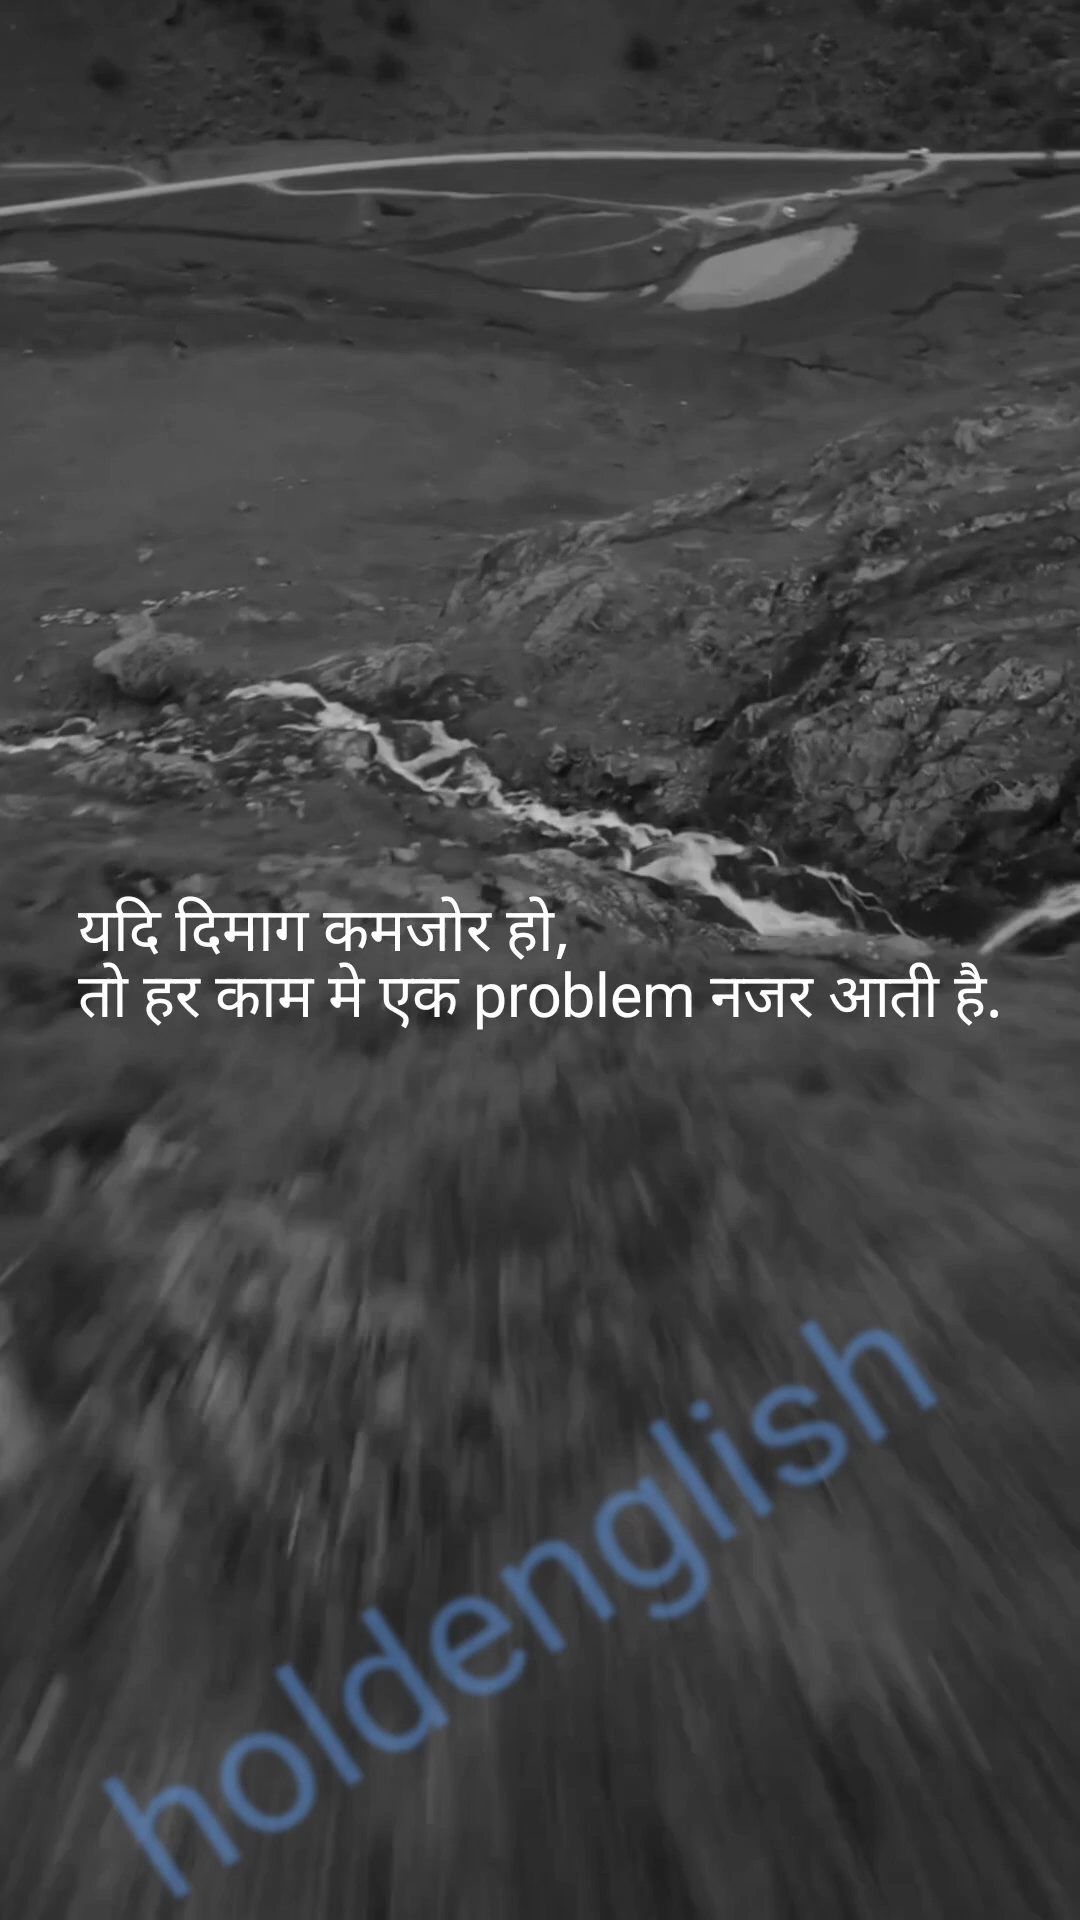 यदि दिमाग कमजोर हो,
तो हर काम मे एक problem नजर आती है.
holdenglish